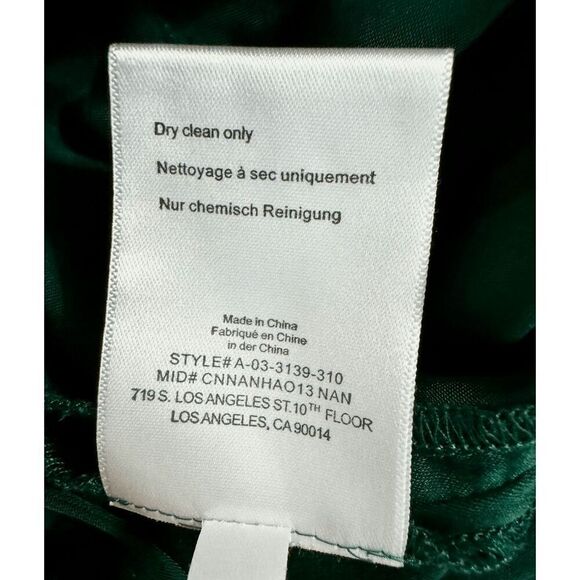 Dry clean only
Nettoyage à sec uniquement
Nur chemisch Reinigung
Made in China
Fabriqué en Chine
in der China
STYLE# A-03-3139-310
MID# CNNANHAO13 NAN
719 S. LOS ANGELES ST.10TH FLOOR
LOS ANGELES, CA 90014